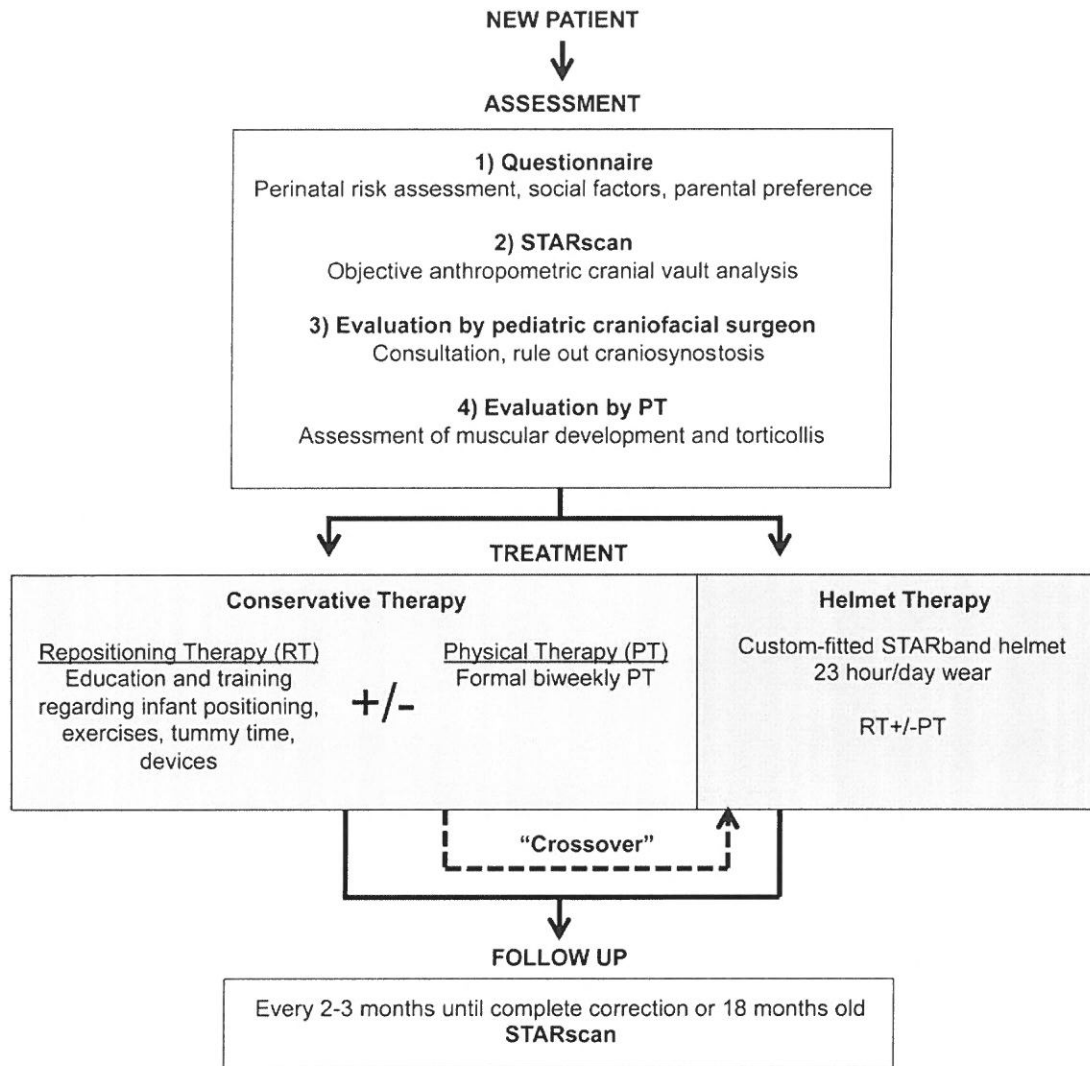 NEW PATIENT
ASSESSMENT
1) Questionnaire
Perinatal risk assessment, social factors, parental preference
2) STARscan
Objective anthropometric cranial vault analysis
3) Evaluation by pediatric craniofacial surgeon
Consultation, rule out craniosynostosis
4) Evaluation by PT
Assessment of muscular development and torticollis
TREATMENT
Conservative Therapy
Repositioning Therapy (RT)
Education and training
regarding infant positioning,
exercises, tummy time,
devices
+/-
Physical Therapy (PT)
Formal biweekly PT
Helmet Therapy
Custom-fitted STARband helmet
23 hour/day wear
RT+/-PT
“Crossover”
FOLLOW UP
Every 2-3 months until complete correction or 18 months old
STARscan